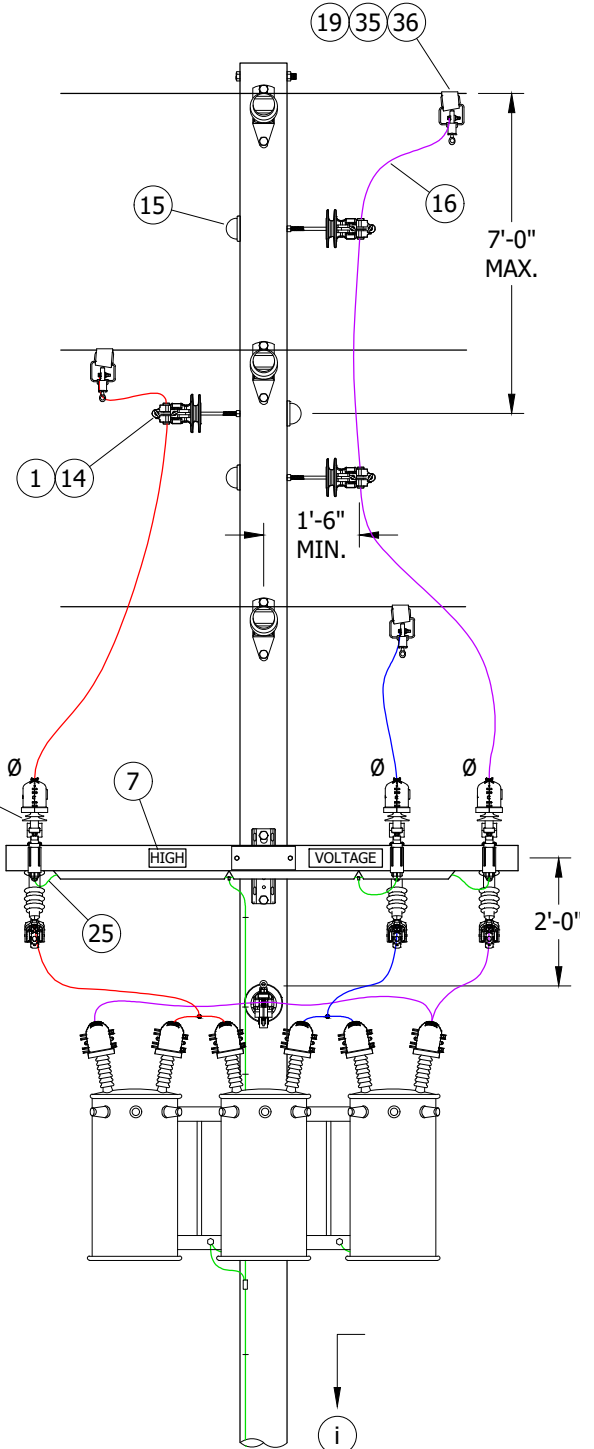 19 35 36
16
15
7'-0"
MAX.
1 14
1'-6"
MIN.
Ø Ø Ø
7
HIGH VOLTAGE
25
2'-0"
i